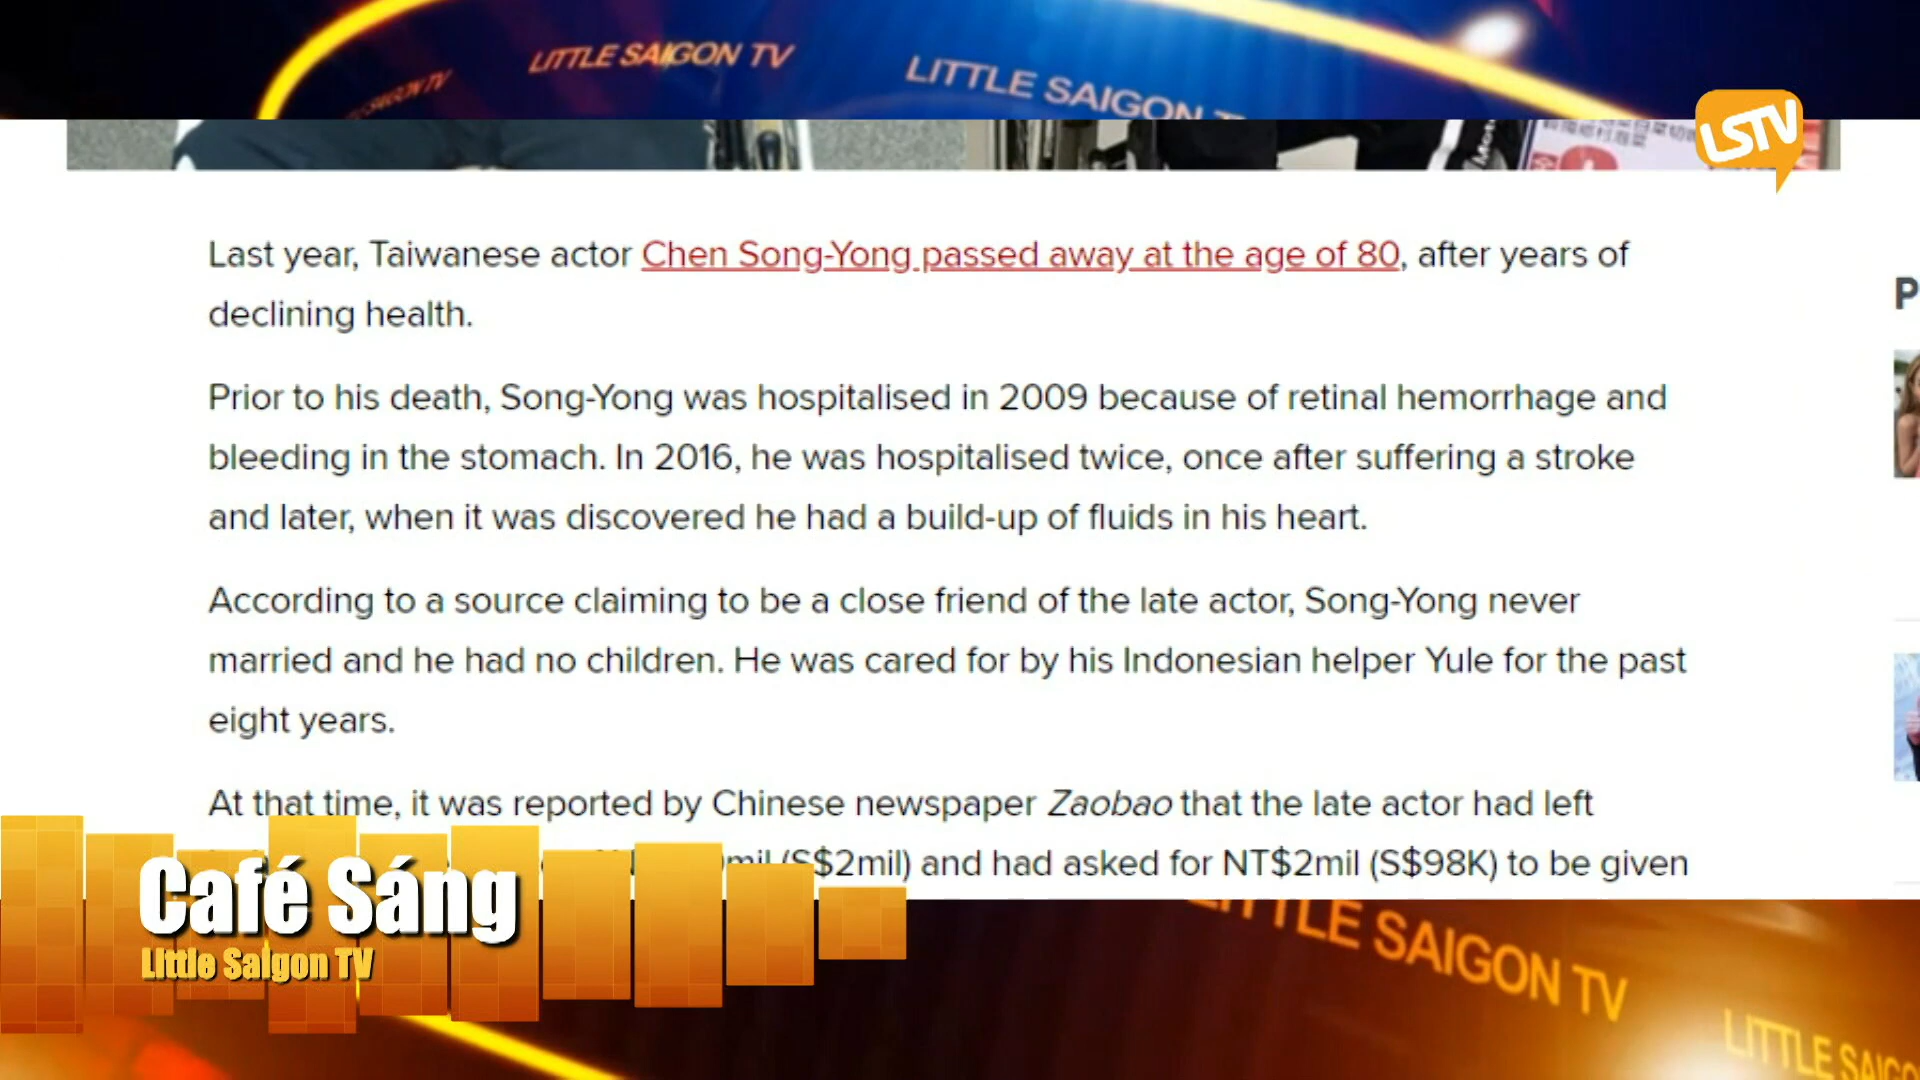 LITTLE SAIGON TV
LITTLE SAIGON TV
SAIGON TV
LSTV
Last year, Taiwanese actor Chen Song-Yong passed away at the age of 80, after years of
declining health.
P
Prior to his death, Song-Yong was hospitalised in 2009 because of retinal hemorrhage and
bleeding in the stomach. In 2016, he was hospitalised twice, once after suffering a stroke
and later, when it was discovered he had a build-up of fluids in his heart.
According to a source claiming to be a close friend of the late actor, Song-Yong never
married and he had no children. He was cared for by his Indonesian helper Yule for the past
eight years.
At that time, it was reported by Chinese newspaper Zaobao that the late actor had left
(S$2mil) and had asked for NT$2mil (S$98K) to be given
Café Sáng
Little Saigon TV
LITTLE SAIGON TV
LITTLE SAIGO